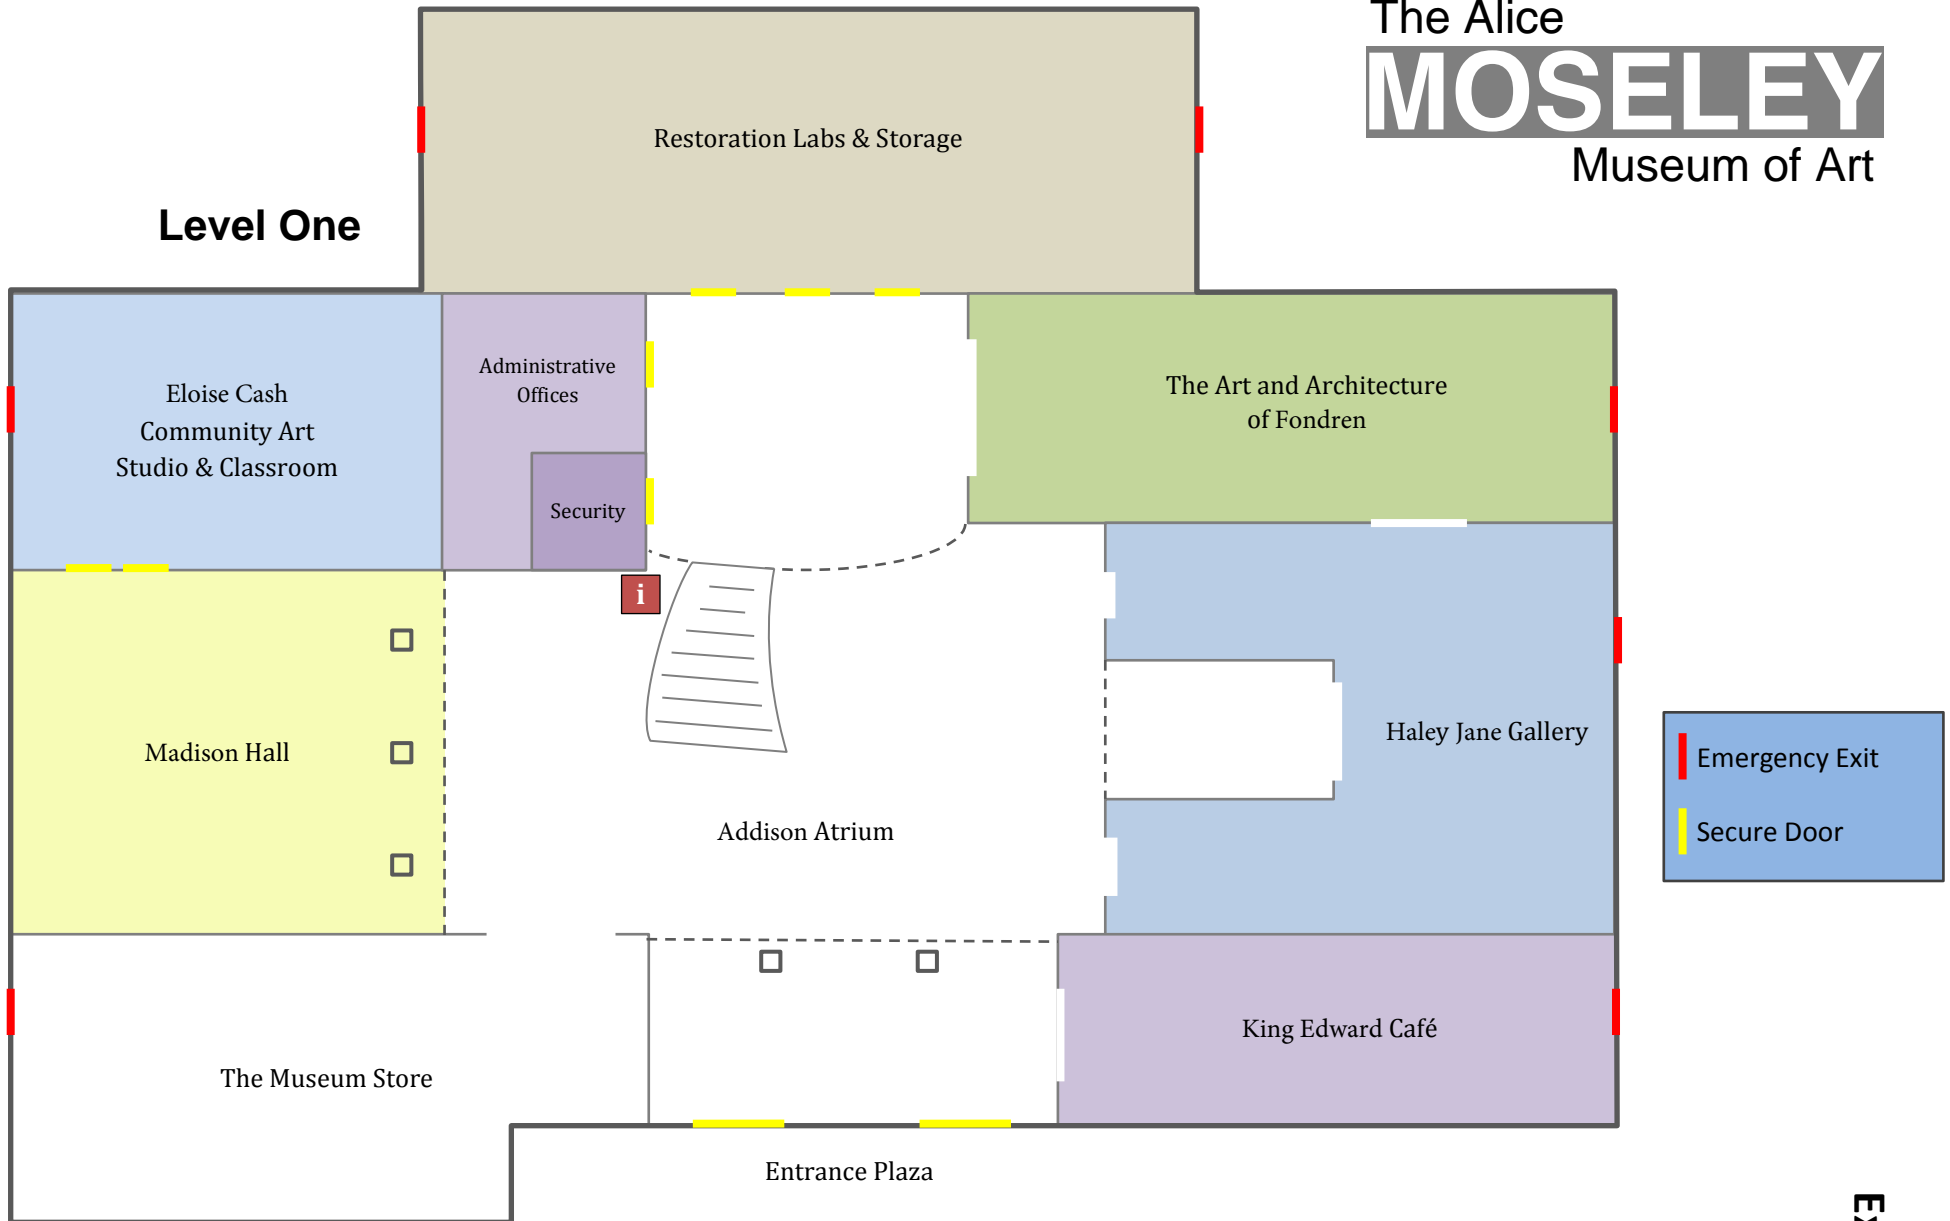 The Alice
MOSELEY
Museum of Art
Level One
Restoration Labs & Storage
Eloise Cash
Community Art
Studio & Classroom
Administrative
Offices
Security
The Art and Architecture
of Fondren
i
Madison Hall
Haley Jane Gallery
Addison Atrium
Emergency Exit
Secure Door
The Museum Store
King Edward Café
Entrance Plaza